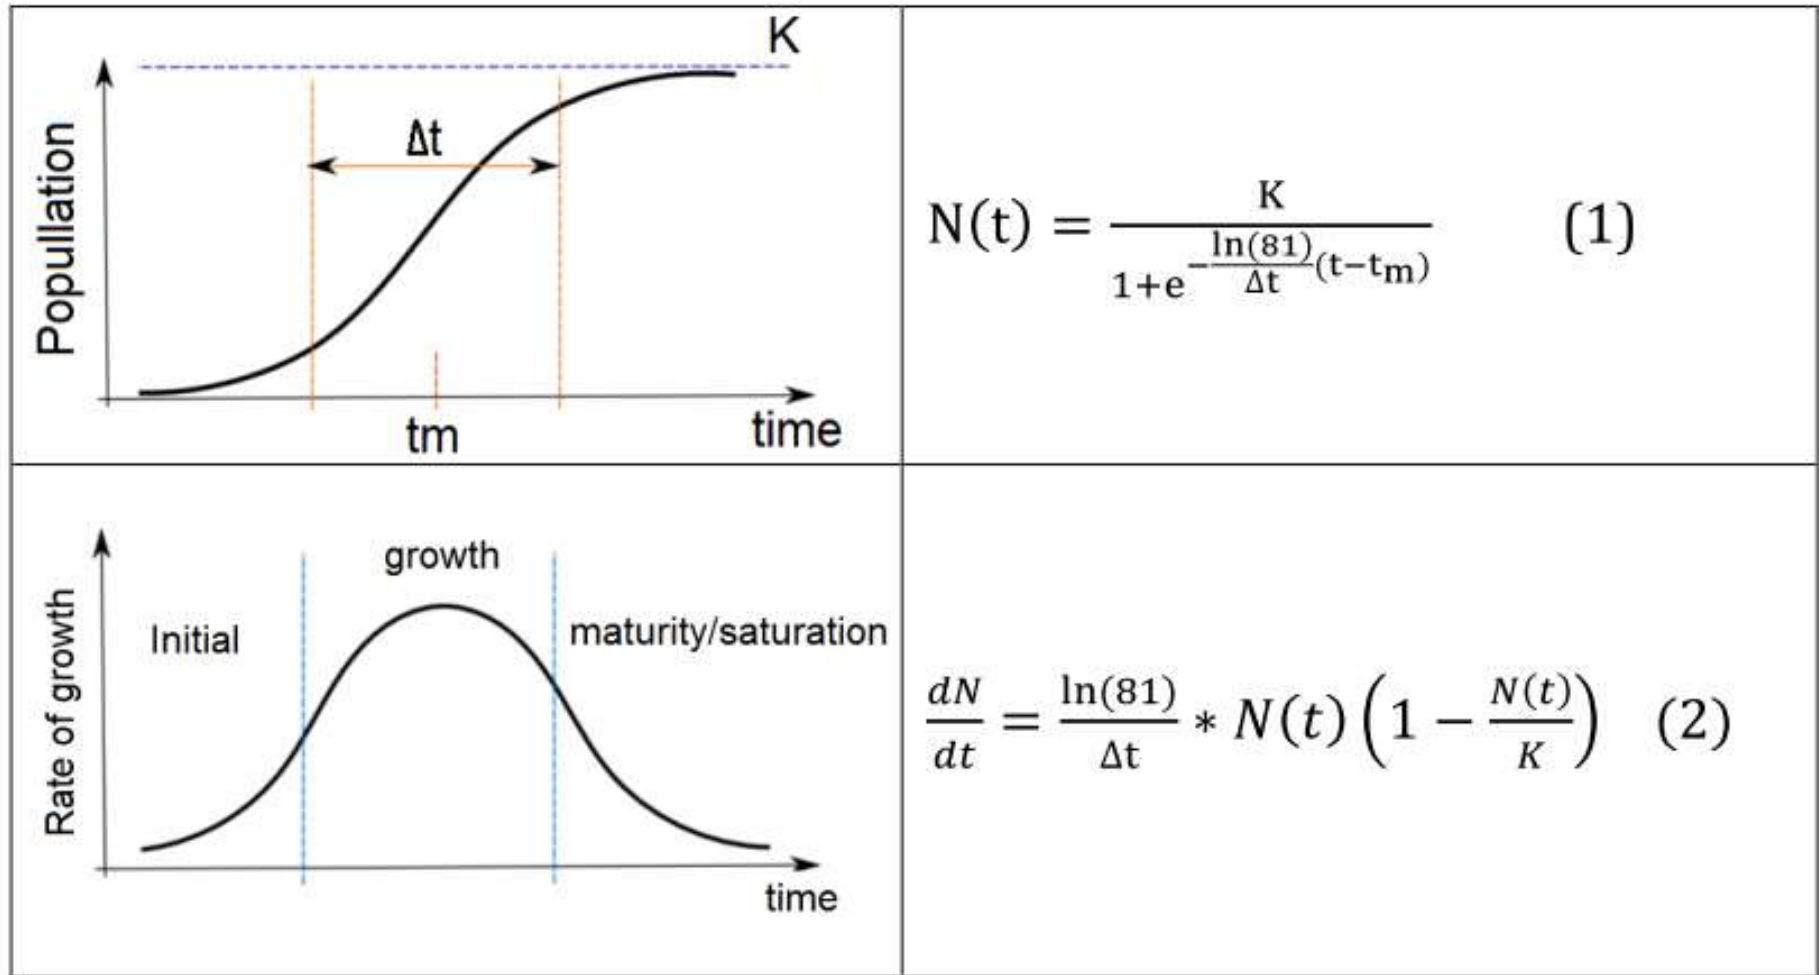 K
Δt
Popullation
tm
time
N(t) = K / (1+e^(-(ln(81)/Δt)(t-t_m))) (1)
growth
Initial
maturity/saturation
Rate of growth
time
dN/dt = ln(81)/Δt * N(t) (1 - N(t)/K) (2)